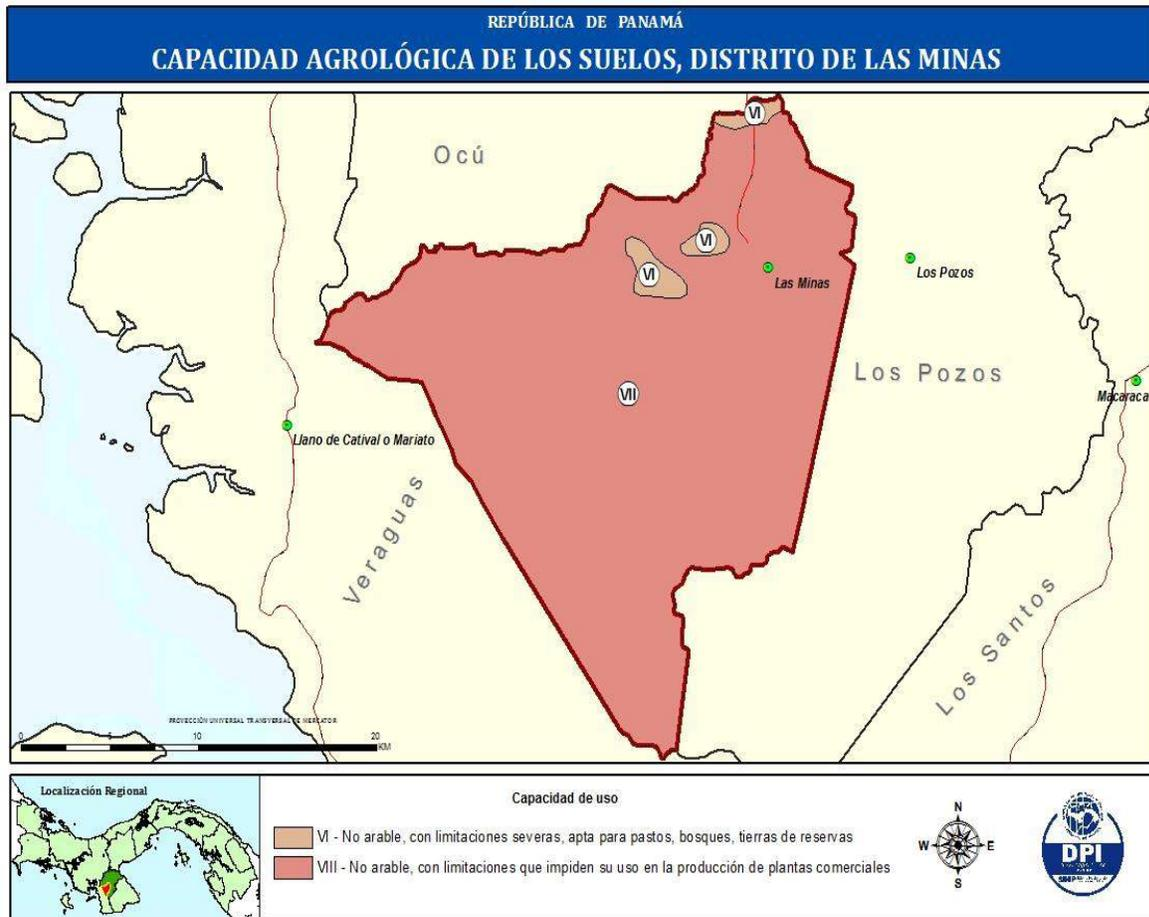 REPÚBLICA DE PANAMÁ
CAPACIDAD AGROLÓGICA DE LOS SUELOS, DISTRITO DE LAS MINAS
VI
Ocú
VI
VI
Las Minas
Los Pozos
Los Pozos
VII
Macaraca
Llano de Catival o Mariato
Veraguas
Los Santos
PROYECCIÓN UNIVERSAL TRANSVERSAL DE MERCATOR
0 5 10 20
KM
Localización Regional
Capacidad de uso
VI - No arable, con limitaciones severas, apta para pastos, bosques, tierras de reservas
VIII - No arable, con limitaciones que impiden su uso en la producción de plantas comerciales
N
W E
S
DPI